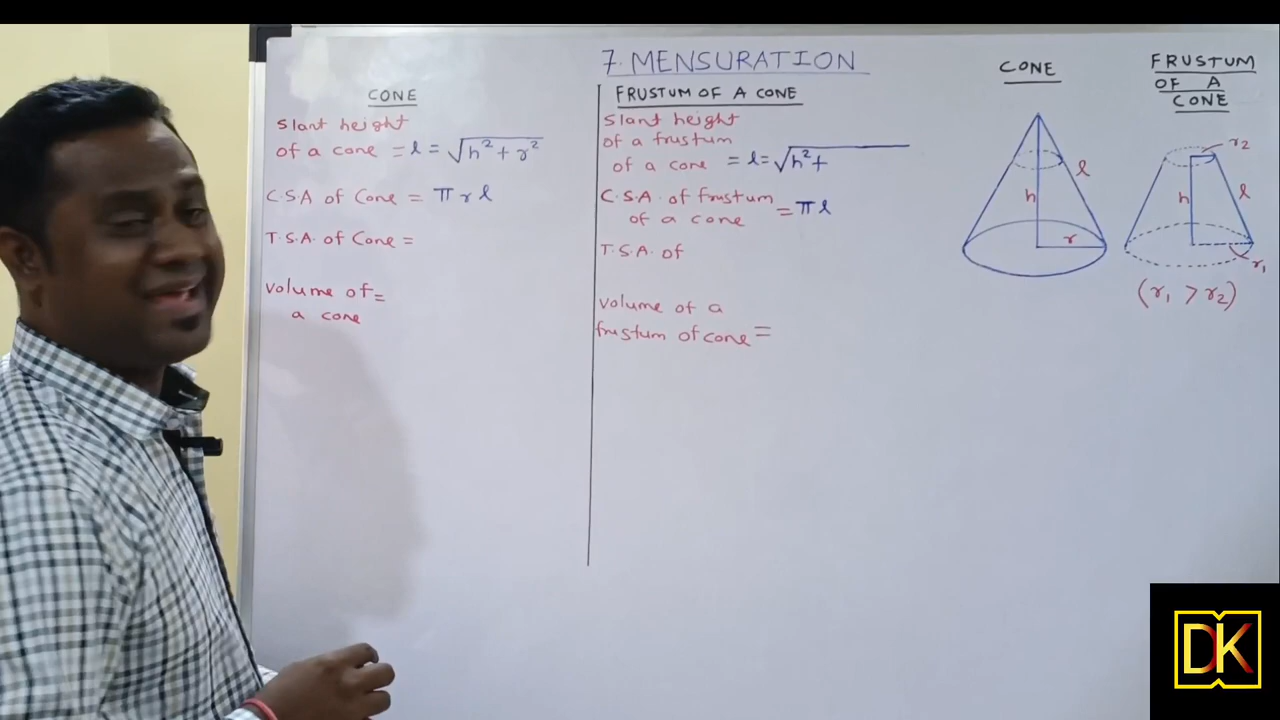 7. MENSURATION
CONE
slant height
of a cone = l = √h² + r²
C.S.A of Cone = π r l
T.S.A. of Cone =
volume of =
a cone
FRUSTUM OF A CONE
slant height
of a frustum
of a cone = l = √h² +
C.S.A. of frustum
of a cone = π l
T.S.A. of
volume of a
frustum of cone =
CONE
l
h
r
FRUSTUM
OF A
CONE
r₂
h
l
r₁
(r₁ > r₂)
DK